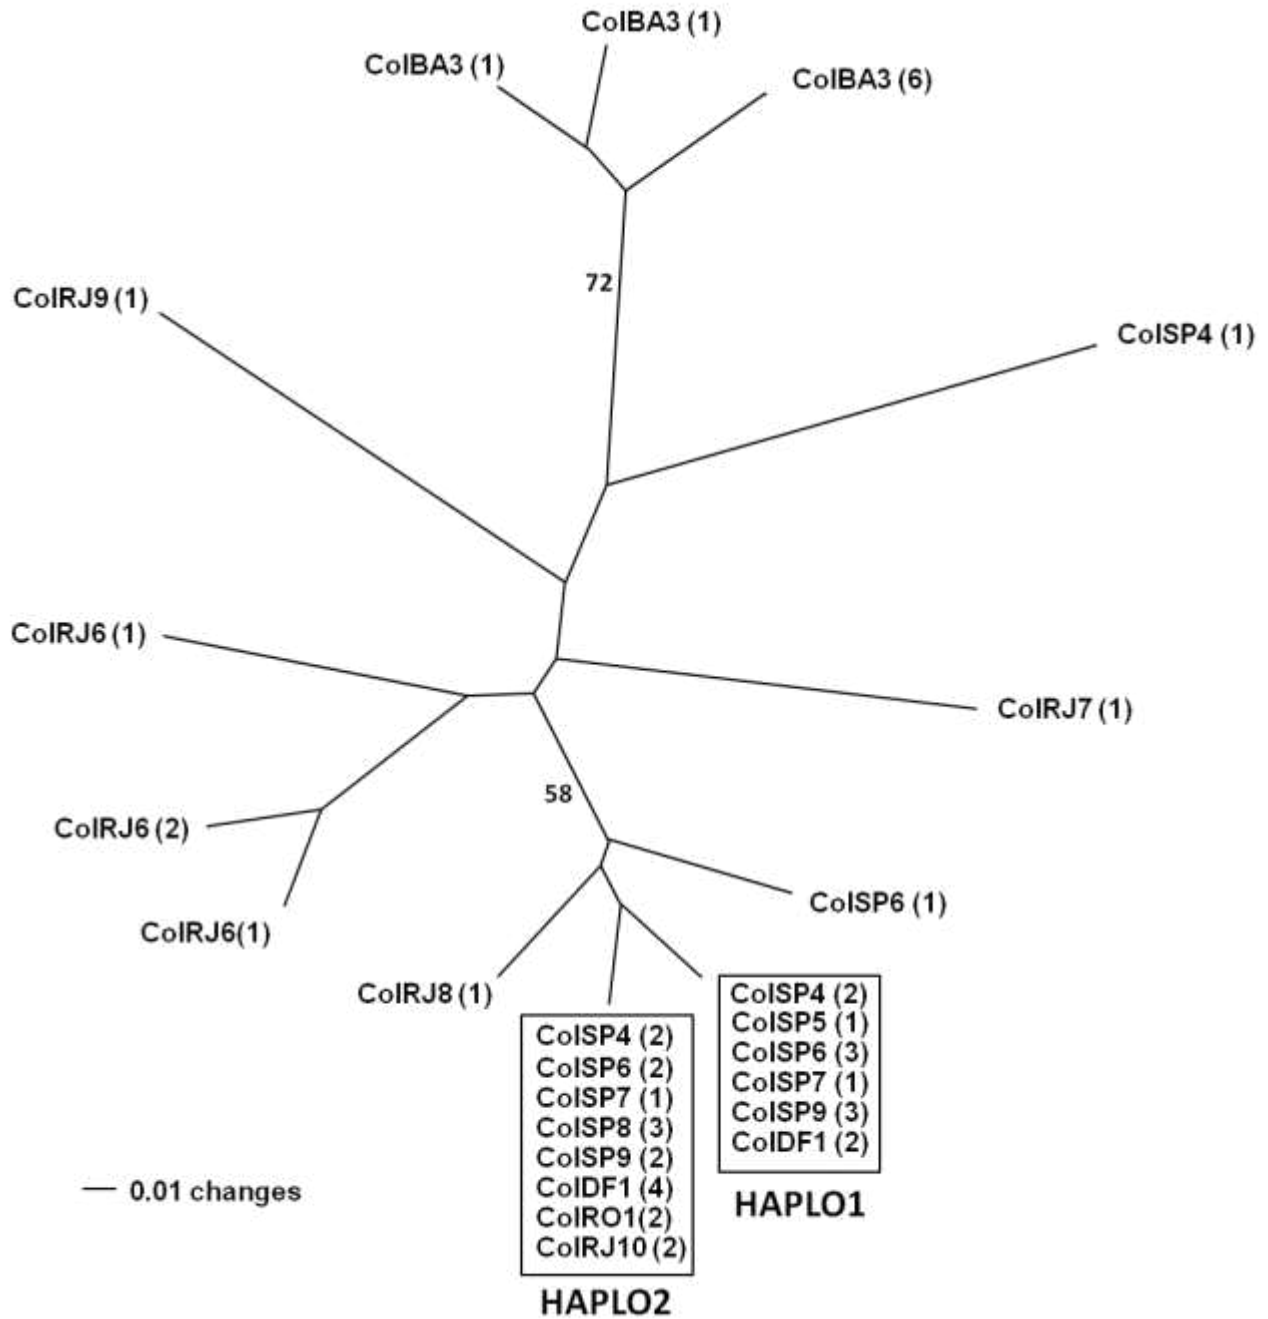 ColBA3 (1)
ColBA3 (1)
ColBA3 (6)
72
ColRJ9 (1)
ColSP4 (1)
ColRJ6 (1)
ColRJ7 (1)
58
ColRJ6 (2)
ColSP6 (1)
ColRJ6(1)
ColRJ8 (1)
ColSP4 (2)
ColSP5 (1)
ColSP6 (3)
ColSP7 (1)
ColSP9 (3)
ColDF1 (2)
HAPLO1
ColSP4 (2)
ColSP6 (2)
ColSP7 (1)
ColSP8 (3)
ColSP9 (2)
ColDF1 (4)
ColRO1(2)
ColRJ10 (2)
HAPLO2
0.01 changes